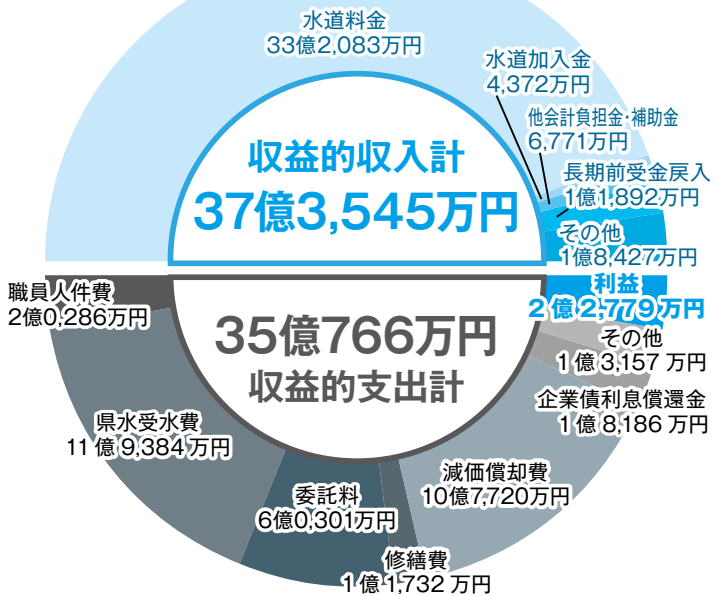 水道料金
33億2,083万円
水道加入金
4,372万円
他会計負担金・補助金
6,771万円
長期前受金戻入
1億1,892万円
その他
1億8,427万円
収益的収入計
37億3,545万円
利益
2億2,779万円
その他
1億3,157万円
企業債利息償還金
1億8,186万円
減価償却費
10億7,720万円
修繕費
1億1,732万円
委託料
6億0,301万円
県水受水費
11億9,384万円
職員人件費
2億0,286万円
35億766万円
収益的支出計